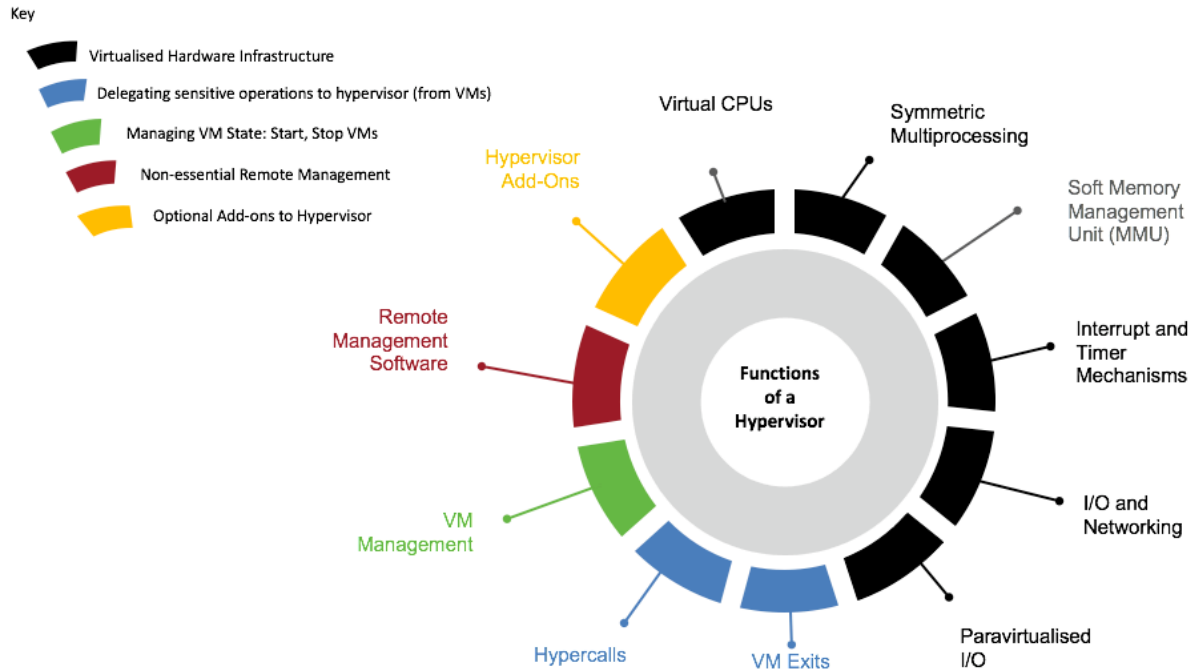 Key
Virtualised Hardware Infrastructure
Delegating sensitive operations to hypervisor (from VMs)
Managing VM State: Start, Stop VMs
Non-essential Remote Management
Optional Add-ons to Hypervisor
Virtual CPUs
Symmetric
Multiprocessing
Soft Memory
Management
Unit (MMU)
Interrupt and
Timer
Mechanisms
I/O and
Networking
Paravirtualised
I/O
VM Exits
Hypercalls
VM
Management
Remote
Management
Software
Hypervisor
Add-Ons
Functions
of a
Hypervisor